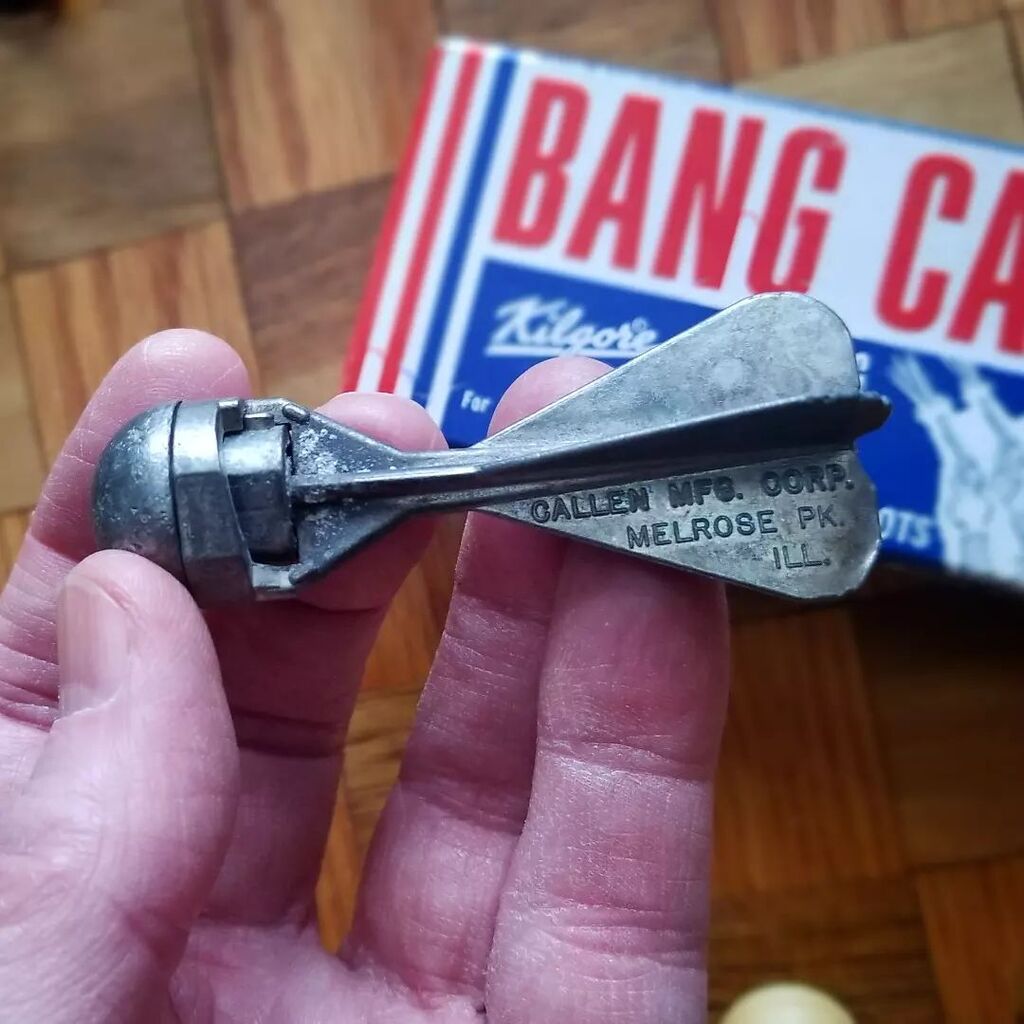 BANG CA
Kilgore
For
OTS
CALLEN MFG. CORP.
MELROSE PK.
ILL.